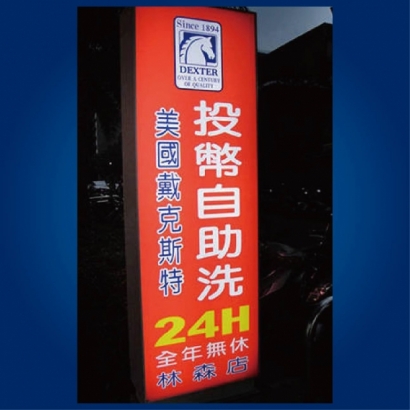 Since 1894
DEXTER
OVER A CENTURY
OF QUALITY
投幣自助洗
美國戴克斯特
24H
全年無休
林森店